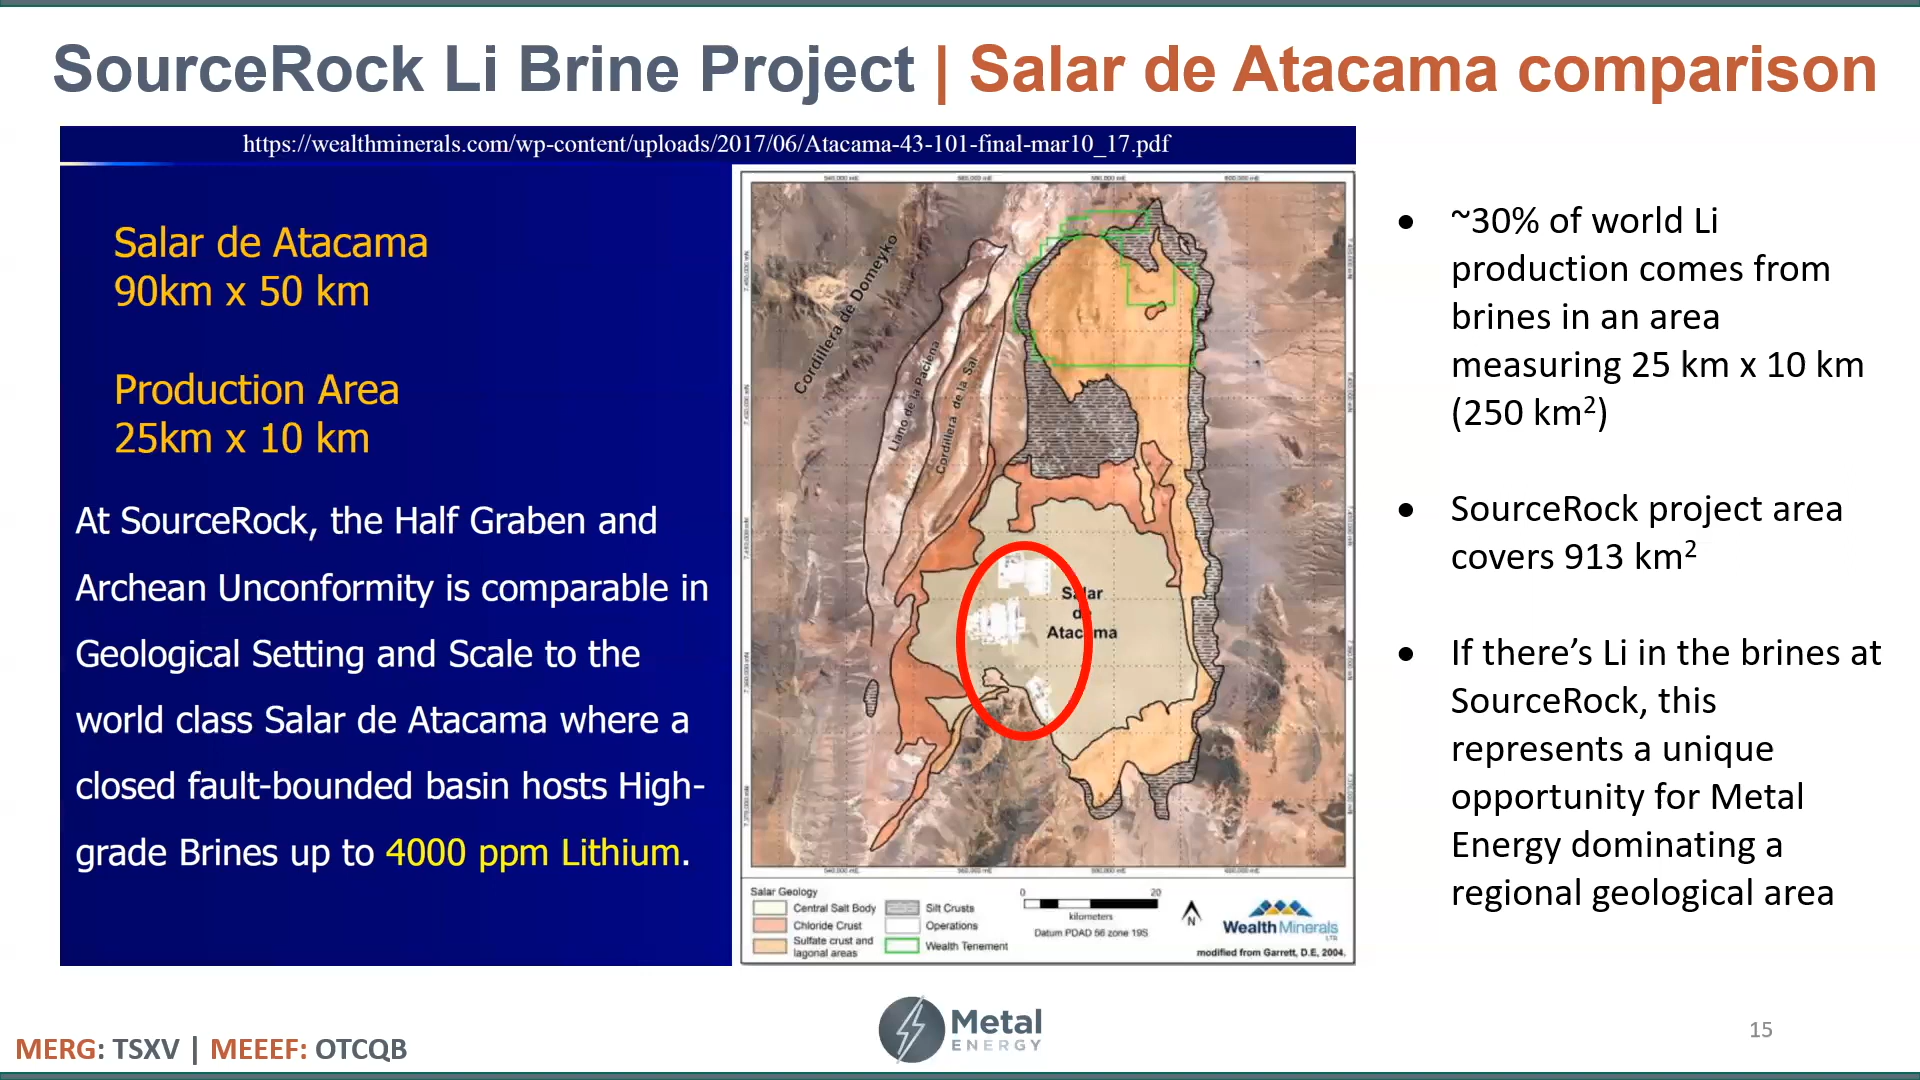 SourceRock Li Brine Project | Salar de Atacama comparison
https://wealthminerals.com/wp-content/uploads/2017/06/Atacama-43-101-final-mar10_17.pdf
Salar de Atacama
90km x 50 km
Production Area
25km x 10 km
At SourceRock, the Half Graben and
Archean Unconformity is comparable in
Geological Setting and Scale to the
world class Salar de Atacama where a
closed fault-bounded basin hosts High-
grade Brines up to 4000 ppm Lithium.
Cordillera de Domeyko
Llano de la Paciena
Cordillera de la Sal
Salar
de
Atacama
Salar Geology
Central Salt Body
Chloride Crust
Sulfate crust and
lagonal areas
Silt Crusts
Operations
Wealth Tenement
0 20
kilometers
Datum PDAD 56 zone 19S
N
Wealth Minerals
LTD
modified from Garrett, D.E, 2004.
• ~30% of world Li
production comes from
brines in an area
measuring 25 km x 10 km
(250 km²)
• SourceRock project area
covers 913 km²
• If there’s Li in the brines at
SourceRock, this
represents a unique
opportunity for Metal
Energy dominating a
regional geological area
MERG: TSXV | MEEEF: OTCQB
Metal
ENERGY
15